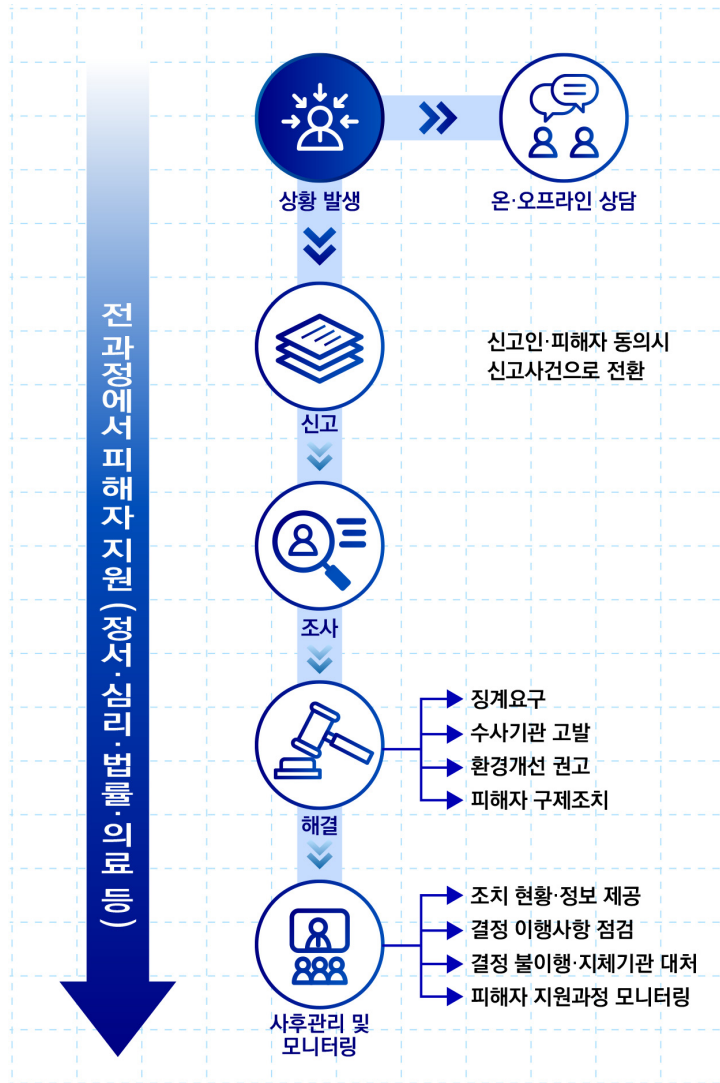 상황 발생
온·오프라인 상담
전 과정에서 피해자 지원 (정서·심리·법률·의료 등)
신고인·피해자 동의시
신고사건으로 전환
신고
조사
징계요구
수사기관 고발
환경개선 권고
피해자 구제조치
해결
조치 현황·정보 제공
결정 이행사항 점검
결정 불이행·지체기관 대처
피해자 지원과정 모니터링
사후관리 및
모니터링